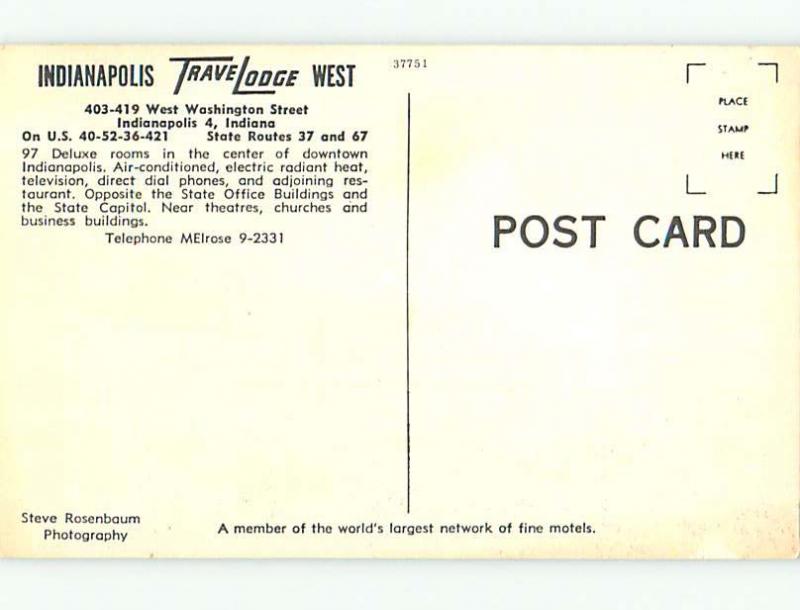 INDIANAPOLIS TRAVELODGE WEST
403-419 West Washington Street
Indianapolis 4, Indiana
On U.S. 40-52-36-421 State Routes 37 and 67
97 Deluxe rooms in the center of downtown
Indianapolis. Air-conditioned, electric radiant heat,
television, direct dial phones, and adjoining res-
taurant. Opposite the State Office Buildings and
the State Capitol. Near theatres, churches and
business buildings.
Telephone MElrose 9-2331
37751
PLACE
STAMP
HERE
POST CARD
Steve Rosenbaum
Photography
A member of the world's largest network of fine motels.